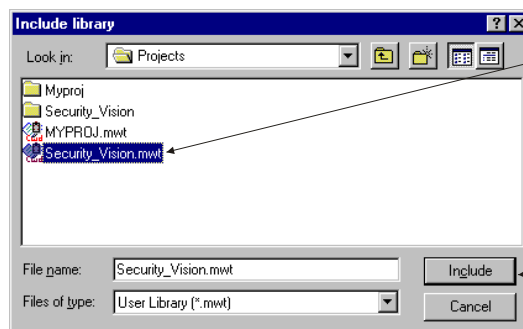 Include library
Look in: Projects
Myproj
Security_Vision
MYPROJ.mwt
Security_Vision.mwt
File name: Security_Vision.mwt Include
Files of type: User Library (*.mwt) Cancel